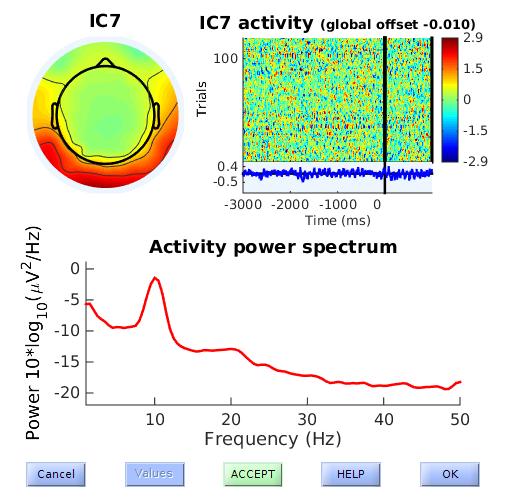 IC7
IC7 activity (global offset -0.010)
Trials
100
2.9
1.5
0
-1.5
-2.9
0.4
-0.5
-3000 -2000 -1000 0
Time (ms)
Activity power spectrum
Power 10*log10(μV2/Hz)
0
-5
-10
-15
-20
10 20 30 40 50
Frequency (Hz)
Cancel Values ACCEPT HELP OK